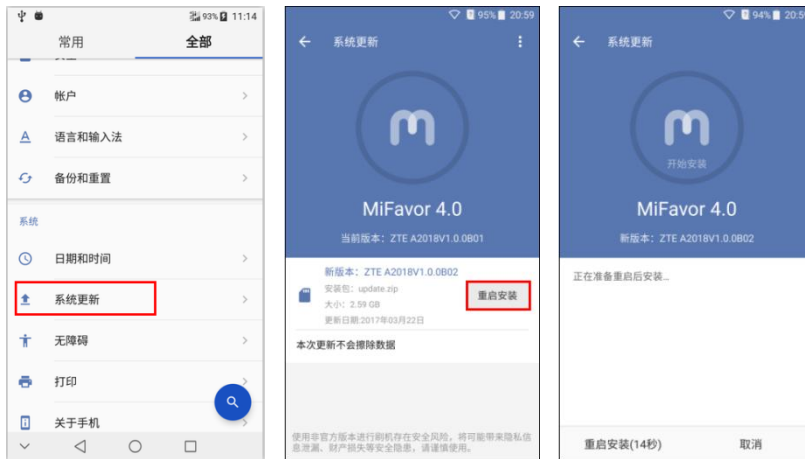 93% 11:14
常用 全部
帐户
语言和输入法
备份和重置
系统
日期和时间
系统更新
无障碍
打印
关于手机
95% 20:59
系统更新
MiFavor 4.0
当前版本：ZTE A2018V1.0.0B01
新版本：ZTE A2018V1.0.0B02
安装包：update.zip
大小：2.59 GB
更新日期:2017年03月22日
重启安装
本次更新不会擦除数据
使用非官方版本进行刷机存在安全风险，将可能带来隐私信
息泄漏、财产损失等安全隐患，请谨慎使用。
94% 20:59
系统更新
开始安装
MiFavor 4.0
新版本：ZTE A2018V1.0.0B02
正在准备重启后安装...
重启安装(14秒) 取消